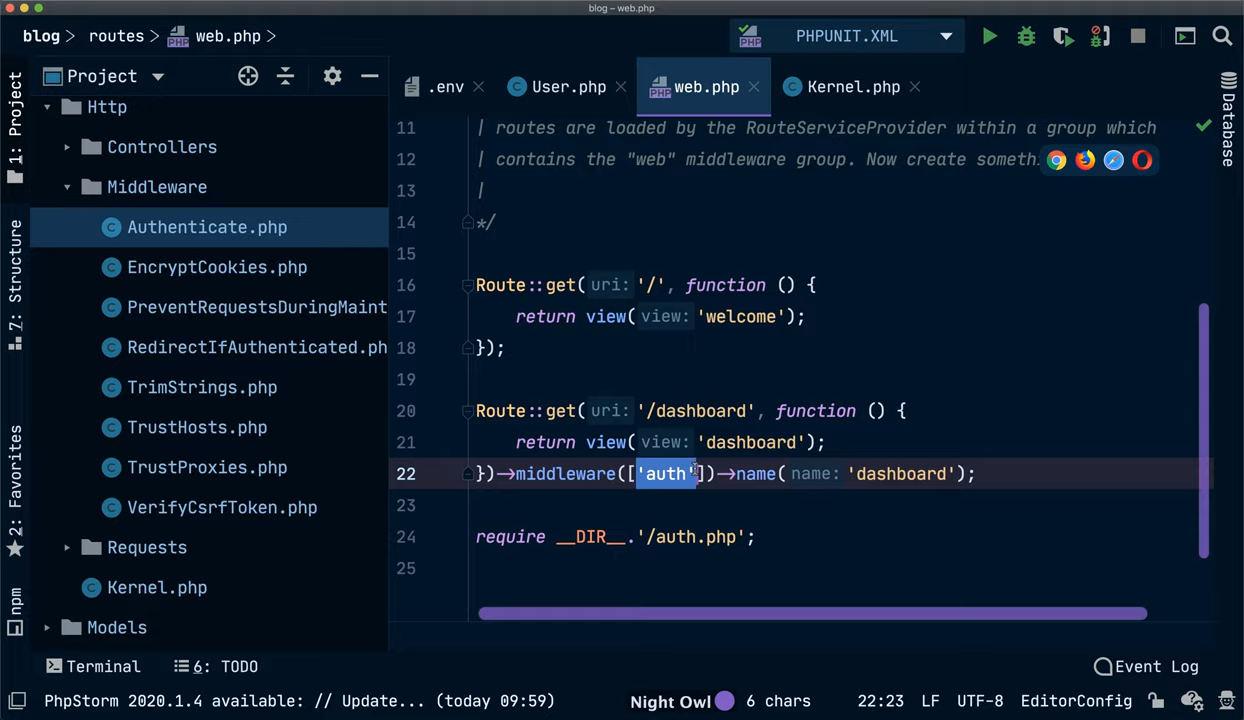 blog – web.php
blog > routes > web.php >
PHPUNIT.XML
Project
.env
User.php
web.php
Kernel.php
1: Project
7: Structure
2: Favorites
npm
Database
Http
Controllers
Middleware
Authenticate.php
EncryptCookies.php
PreventRequestsDuringMaint
RedirectIfAuthenticated.ph
TrimStrings.php
TrustHosts.php
TrustProxies.php
VerifyCsrfToken.php
Requests
Kernel.php
Models
11 | routes are loaded by the RouteServiceProvider within a group which
12 | contains the "web" middleware group. Now create somethi
13 |
14 */
15
16 Route::get( uri: '/', function () {
17 return view( view: 'welcome');
18 });
19
20 Route::get( uri: '/dashboard', function () {
21 return view( view: 'dashboard');
22 })->middleware(['auth'])->name( name: 'dashboard');
23
24 require __DIR__.'/auth.php';
25
Terminal
6: TODO
Event Log
PhpStorm 2020.1.4 available: // Update... (today 09:59)
Night Owl
6 chars
22:23
LF
UTF-8
EditorConfig